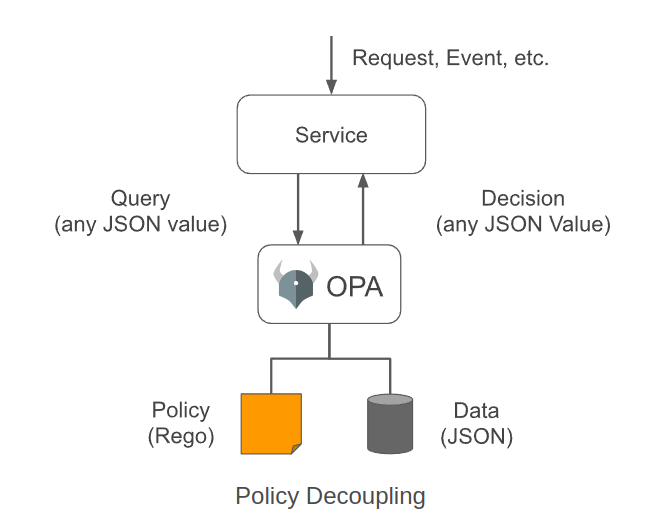 Request, Event, etc.
Service
Query
(any JSON value)
Decision
(any JSON Value)
OPA
Policy
(Rego)
Data
(JSON)
Policy Decoupling